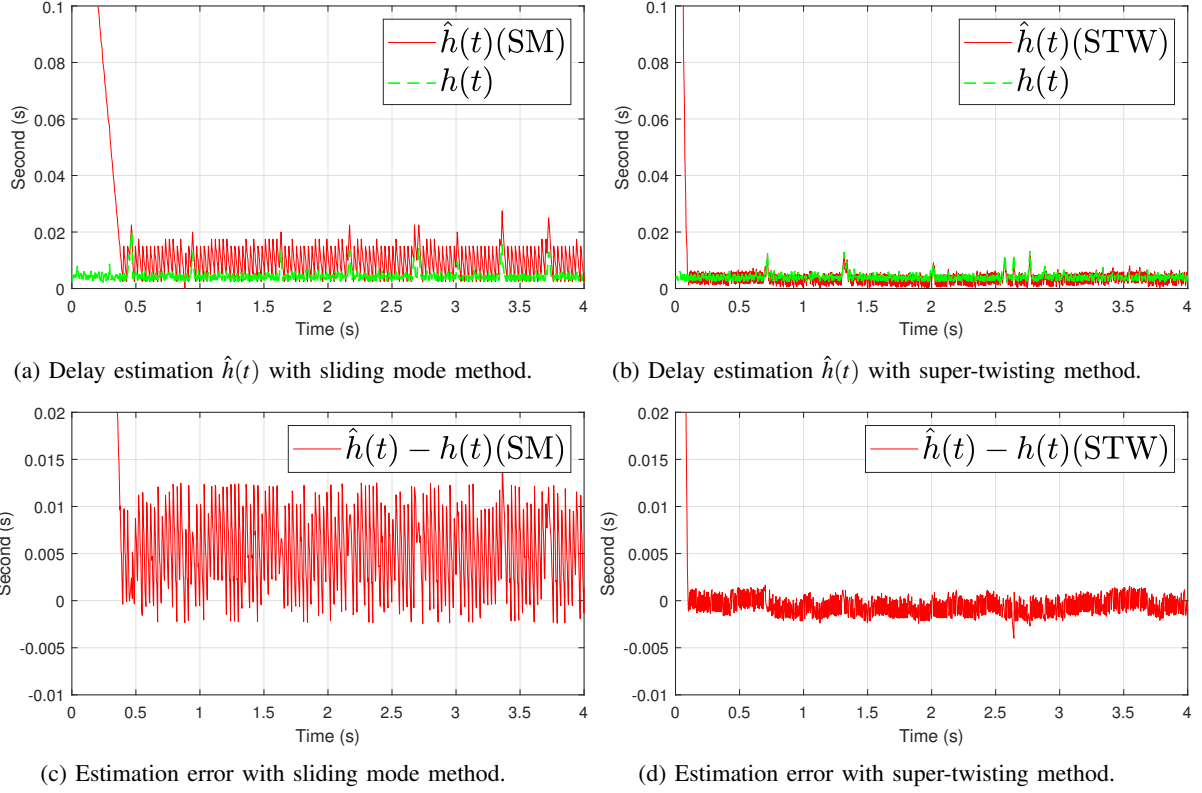 0.1
0.08
0.06
0.04
0.02
0
Second (s)
0 0.5 1 1.5 2 2.5 3 3.5 4
Time (s)
ĥ(t)(SM)
h(t)
(a) Delay estimation ĥ(t) with sliding mode method.
0.1
0.08
0.06
0.04
0.02
0
Second (s)
0 0.5 1 1.5 2 2.5 3 3.5 4
Time (s)
ĥ(t)(STW)
h(t)
(b) Delay estimation ĥ(t) with super-twisting method.
0.02
0.015
0.01
0.005
0
-0.005
-0.01
Second (s)
0 0.5 1 1.5 2 2.5 3 3.5 4
Time (s)
ĥ(t) − h(t)(SM)
(c) Estimation error with sliding mode method.
0.02
0.015
0.01
0.005
0
-0.005
-0.01
Second (s)
0 0.5 1 1.5 2 2.5 3 3.5 4
Time (s)
ĥ(t) − h(t)(STW)
(d) Estimation error with super-twisting method.